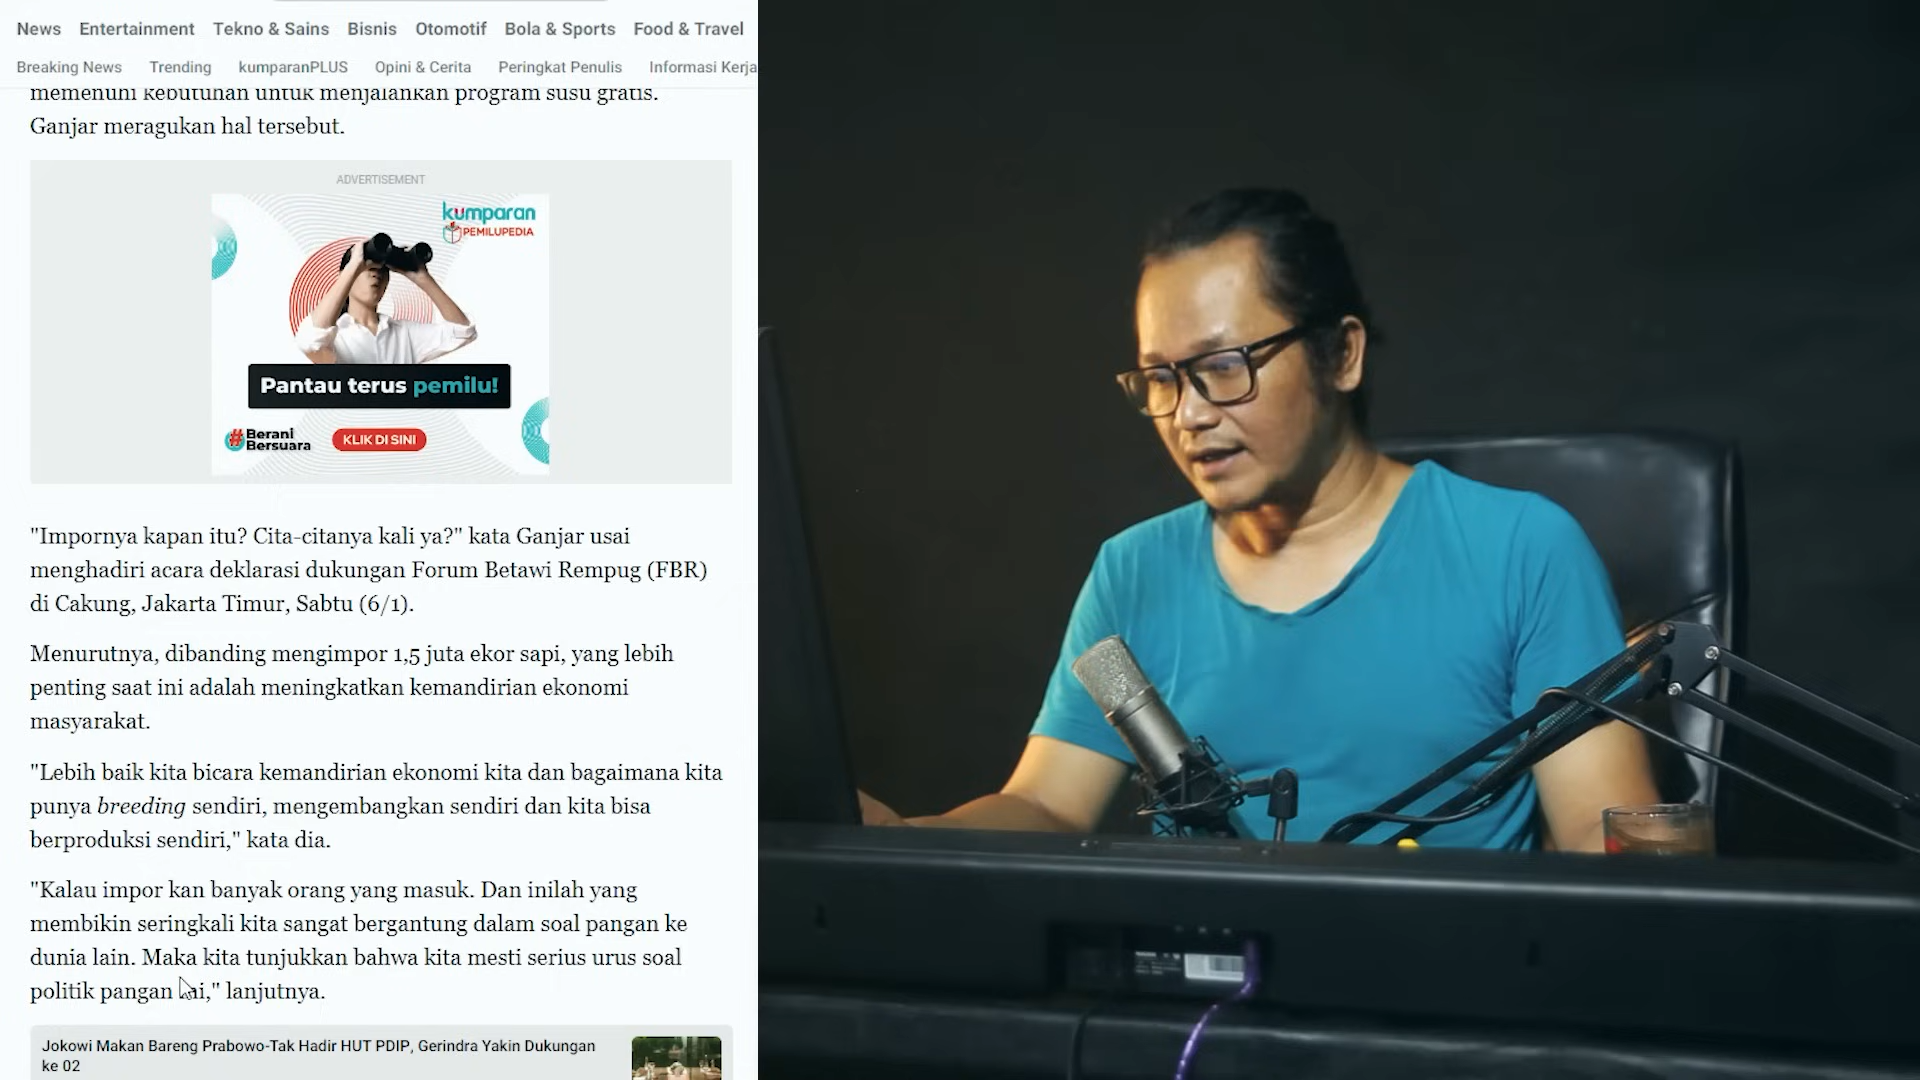 News Entertainment Tekno & Sains Bisnis Otomotif Bola & Sports Food & Travel
Breaking News Trending kumparanPLUS Opini & Cerita Peringkat Penulis Informasi Kerja
memenuhi kebutuhan untuk menjalankan program susu gratis.
Ganjar meragukan hal tersebut.
ADVERTISEMENT
kumparan
PEMILUPEDIA
Pantau terus pemilu!
#Berani
Bersuara
KLIK DI SINI
"Impornya kapan itu? Cita-citanya kali ya?" kata Ganjar usai
menghadiri acara deklarasi dukungan Forum Betawi Rempug (FBR)
di Cakung, Jakarta Timur, Sabtu (6/1).
Menurutnya, dibanding mengimpor 1,5 juta ekor sapi, yang lebih
penting saat ini adalah meningkatkan kemandirian ekonomi
masyarakat.
"Lebih baik kita bicara kemandirian ekonomi kita dan bagaimana kita
punya breeding sendiri, mengembangkan sendiri dan kita bisa
berproduksi sendiri," kata dia.
"Kalau impor kan banyak orang yang masuk. Dan inilah yang
membikin seringkali kita sangat bergantung dalam soal pangan ke
dunia lain. Maka kita tunjukkan bahwa kita mesti serius urus soal
politik pangan ," lanjutnya.
Jokowi Makan Bareng Prabowo-Tak Hadir HUT PDIP, Gerindra Yakin Dukungan
ke 02